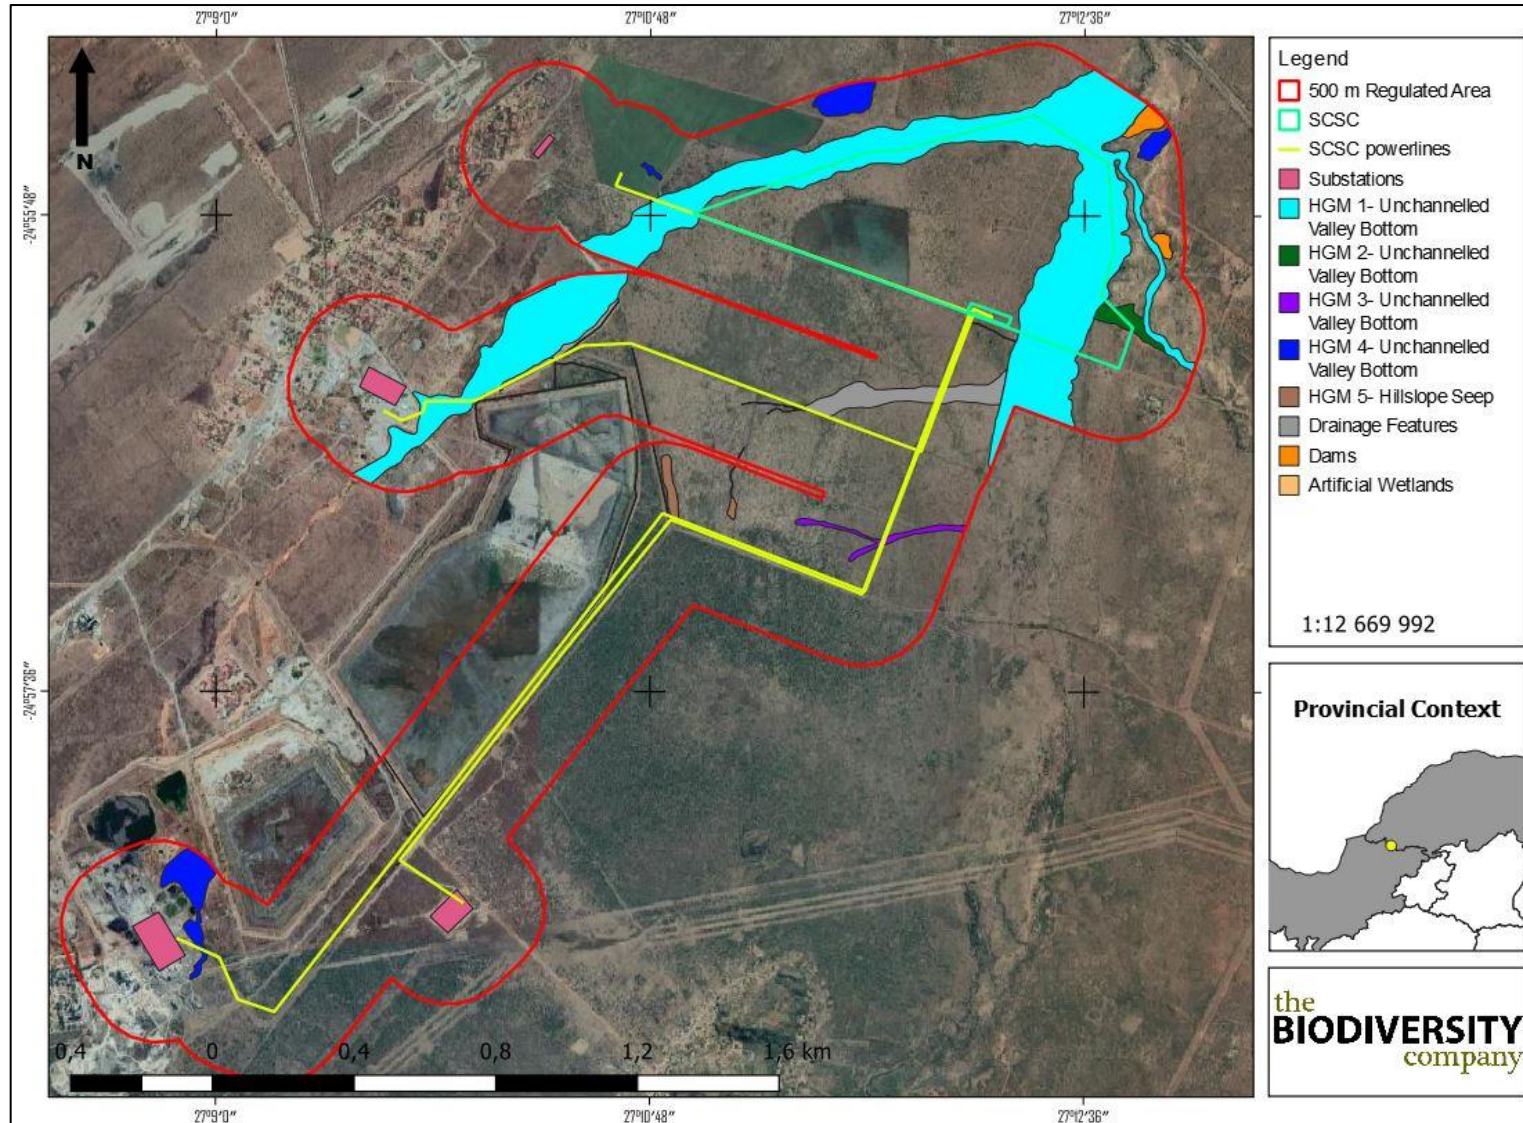 27°9′0″ 27°10′48″ 27°12′36″
-24°55′48″
-24°57′36″
N
Legend
500 m Regulated Area
SCSC
SCSC powerlines
Substations
HGM 1- Unchannelled
Valley Bottom
HGM 2- Unchannelled
Valley Bottom
HGM 3- Unchannelled
Valley Bottom
HGM 4- Unchannelled
Valley Bottom
HGM 5- Hillslope Seep
Drainage Features
Dams
Artificial Wetlands
1:12 669 992
Provincial Context
the
BIODIVERSITY
company
0,4 0 0,4 0,8 1,2 1,6 km
27°9′0″ 27°10′48″ 27°12′36″